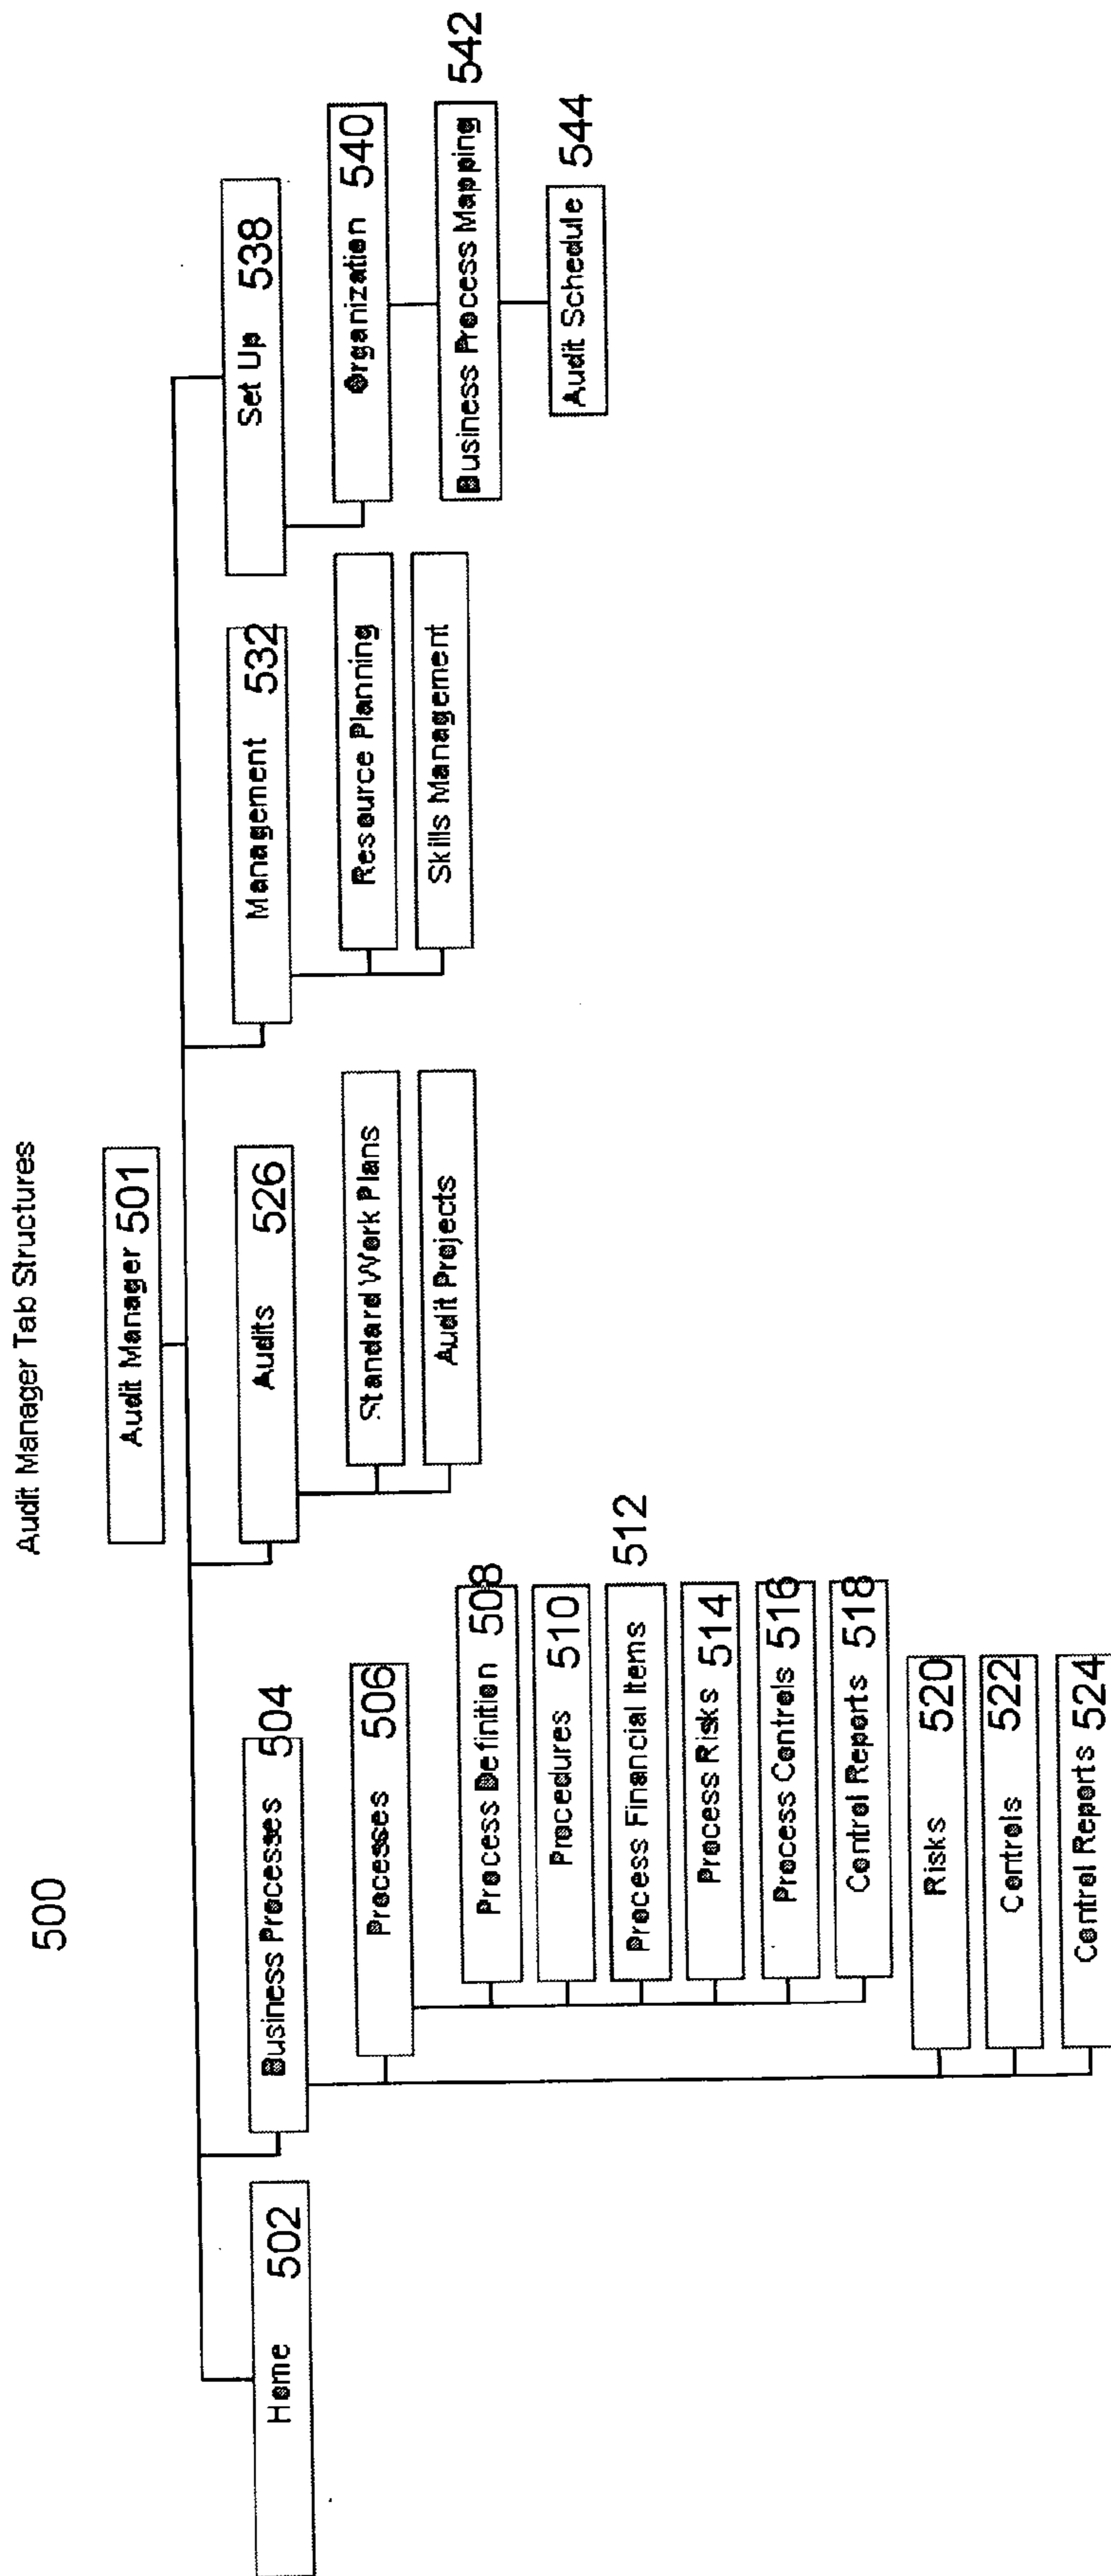 Audit Manager Tab Structures
500
Audit Manager 501
Home 502
Business Processes 504
Audits 526
Management 532
Set Up 538
Processes 506
Process Definition 508
Procedures 510
Process Financial Items 512
Process Risks 514
Process Controls 516
Control Reports 518
Risks 520
Controls 522
Control Reports 524
Standard Work Plans
Audit Projects
Resource Planning
Skills Management
Organization 540
Business Process Mapping 542
Audit Schedule 544